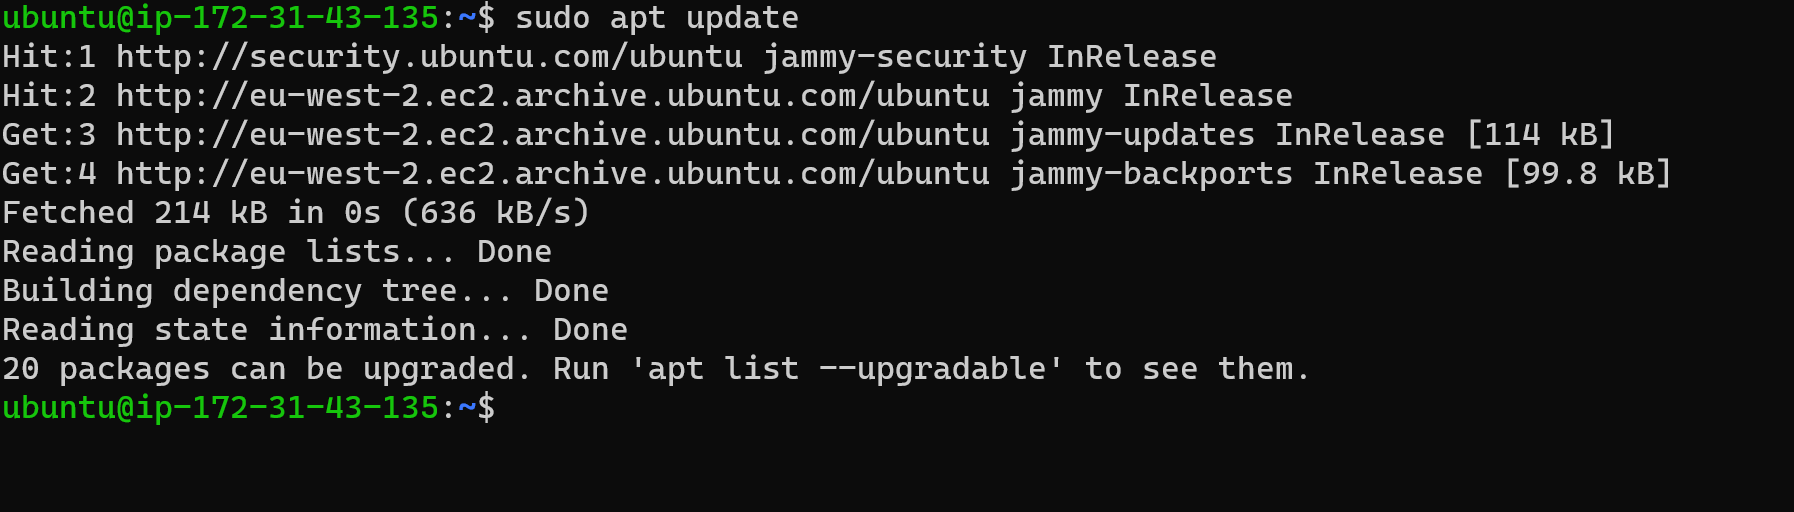 ubuntu@ip-172-31-43-135:~$ sudo apt update
Hit:1 http://security.ubuntu.com/ubuntu jammy-security InRelease
Hit:2 http://eu-west-2.ec2.archive.ubuntu.com/ubuntu jammy InRelease
Get:3 http://eu-west-2.ec2.archive.ubuntu.com/ubuntu jammy-updates InRelease [114 kB]
Get:4 http://eu-west-2.ec2.archive.ubuntu.com/ubuntu jammy-backports InRelease [99.8 kB]
Fetched 214 kB in 0s (636 kB/s)
Reading package lists... Done
Building dependency tree... Done
Reading state information... Done
20 packages can be upgraded. Run 'apt list --upgradable' to see them.
ubuntu@ip-172-31-43-135:~$